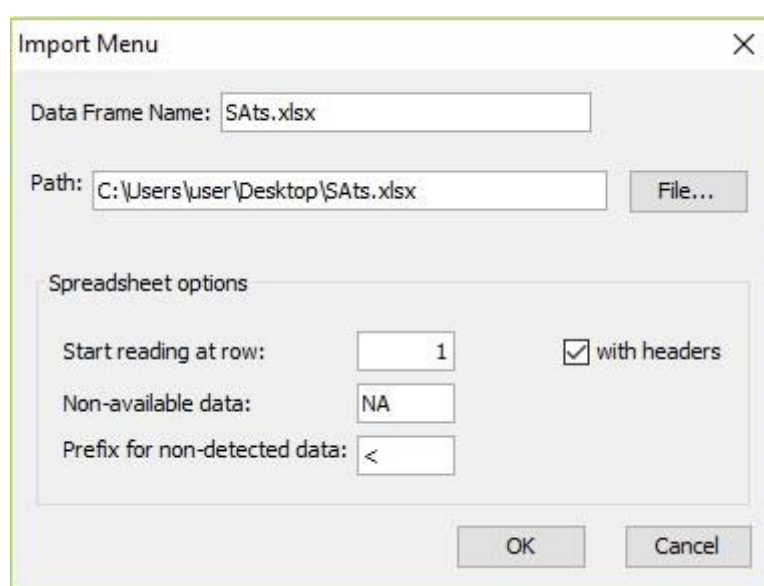 Import Menu
Data Frame Name: SAts.xlsx
Path: C:\Users\user\Desktop\SAts.xlsx File...
Spreadsheet options
Start reading at row: 1 with headers
Non-available data: NA
Prefix for non-detected data: <
OK Cancel